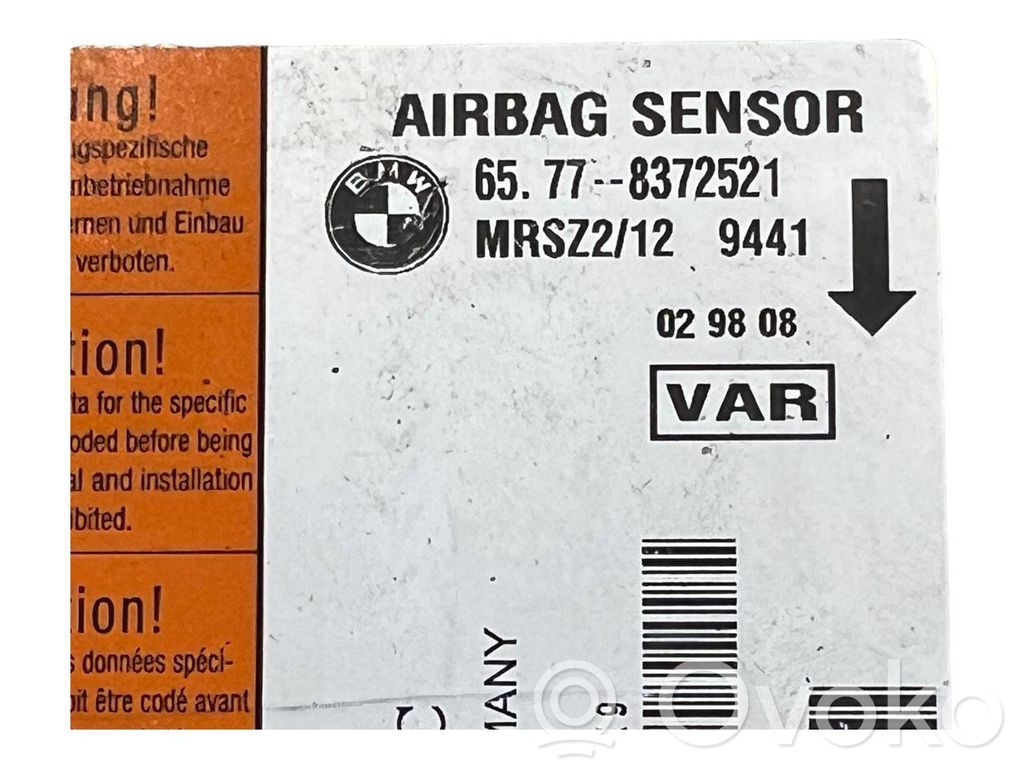 AIRBAG SENSOR
BMW
65. 77--8372521
MRSZ2/12 9441
02 98 08
VAR
ung!
ugspezifische
nbetriebnahme
ernen und Einbau
verboten.
tion!
ta for the specific
oded before being
al and installation
ibited.
tion!
s données spéci-
oit être codé avant
MANY
Ovoko